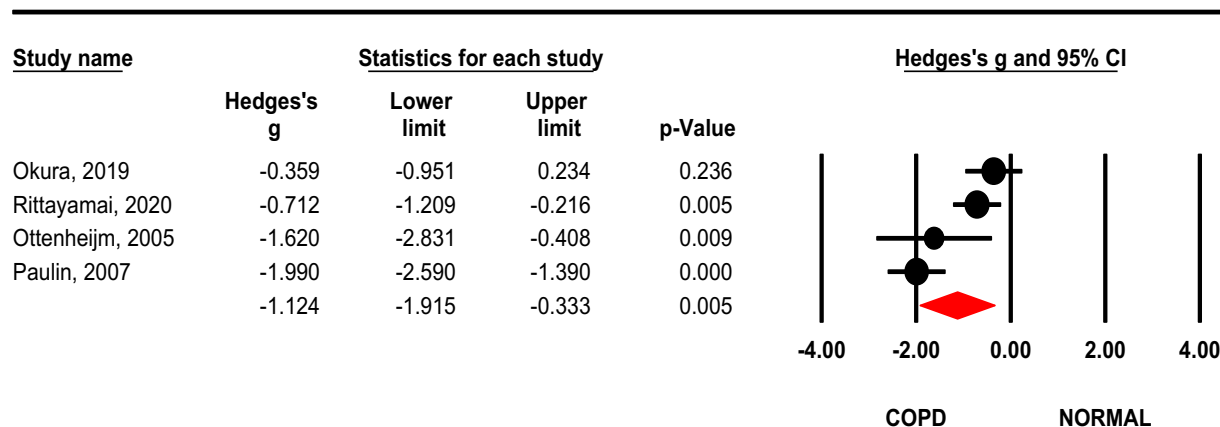 Study name Statistics for each study Hedges's g and 95% CI
Hedges's g Lower limit Upper limit p-Value
Okura, 2019 -0.359 -0.951 0.234 0.236
Rittayamai, 2020 -0.712 -1.209 -0.216 0.005
Ottenheijm, 2005 -1.620 -2.831 -0.408 0.009
Paulin, 2007 -1.990 -2.590 -1.390 0.000
-1.124 -1.915 -0.333 0.005
-4.00 -2.00 0.00 2.00 4.00
COPD NORMAL